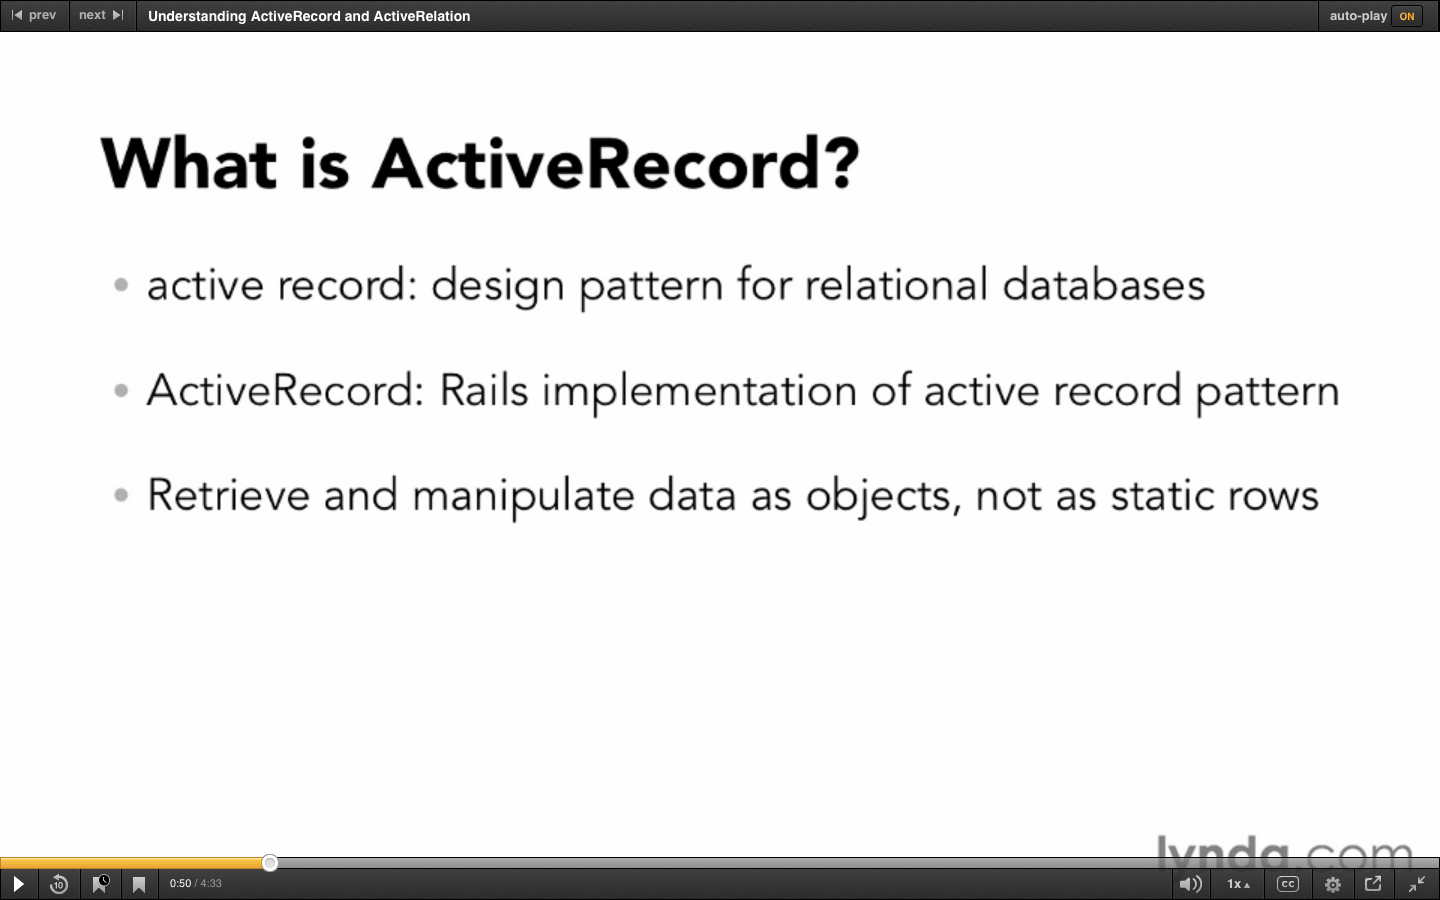 prev next Understanding ActiveRecord and ActiveRelation auto-play ON
What is ActiveRecord?
• active record: design pattern for relational databases
• ActiveRecord: Rails implementation of active record pattern
• Retrieve and manipulate data as objects, not as static rows
lynda.com
10 0:50 / 4:33 1x CC